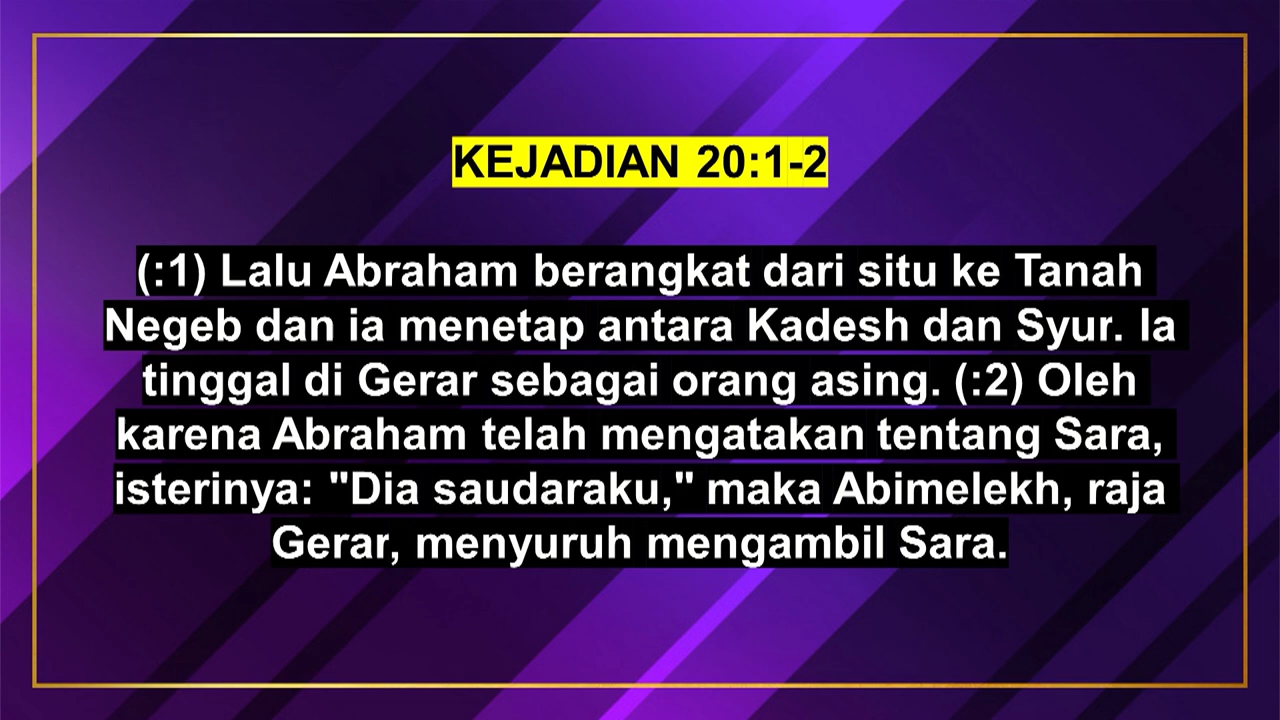 KEJADIAN 20:1-2
(:1) Lalu Abraham berangkat dari situ ke Tanah
Negeb dan ia menetap antara Kadesh dan Syur. Ia
tinggal di Gerar sebagai orang asing. (:2) Oleh
karena Abraham telah mengatakan tentang Sara,
isterinya: "Dia saudaraku," maka Abimelekh, raja
Gerar, menyuruh mengambil Sara.